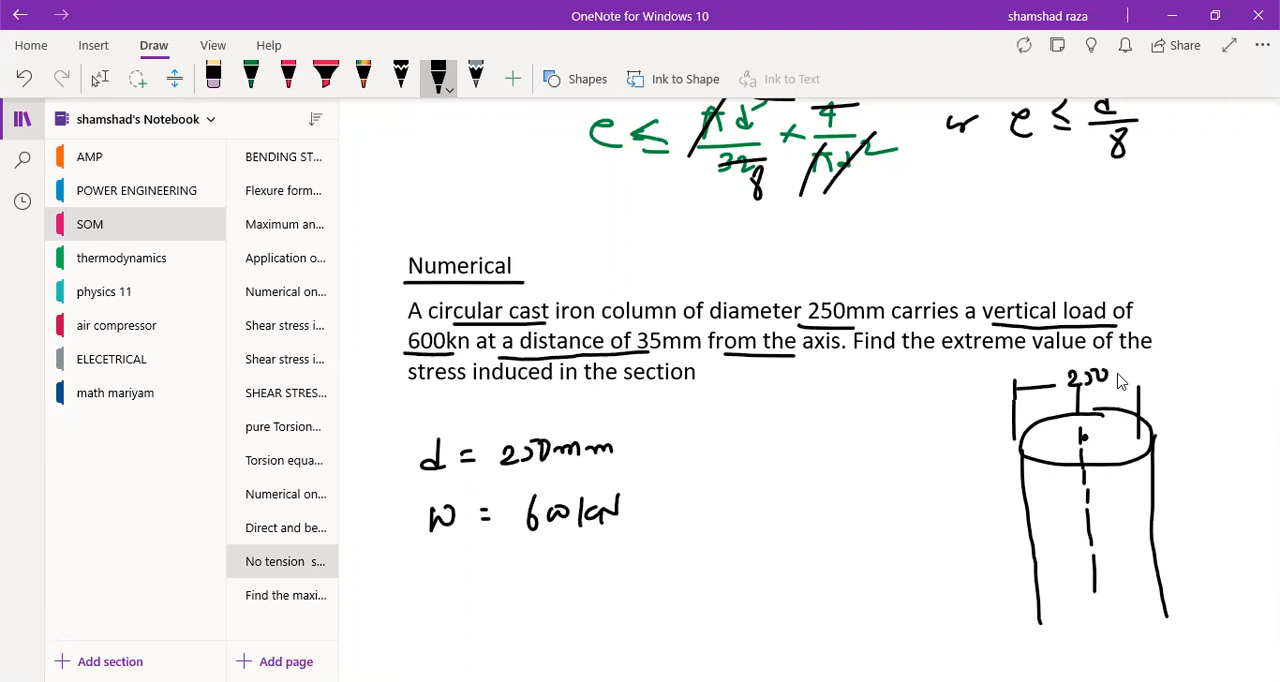 OneNote for Windows 10
shamshad raza
Home Insert Draw View Help
Share
Shapes
Ink to Shape
Ink to Text
shamshad's Notebook
AMP
POWER ENGINEERING
SOM
thermodynamics
physics 11
air compressor
ELECETRICAL
math mariyam
BENDING ST...
Flexure form...
Maximum an...
Application o...
Numerical on...
Shear stress i...
Shear stress i...
SHEAR STRES...
pure Torsion...
Torsion equa...
Numerical on...
Direct and be...
No tension s...
Find the maxi...
Add section
Add page
e ≤ πd³/32 × 4/πd² or e ≤ d/8
8
Numerical
A circular cast iron column of diameter 250mm carries a vertical load of
600kn at a distance of 35mm from the axis. Find the extreme value of the
stress induced in the section
250
d = 250mm
W = 600kN